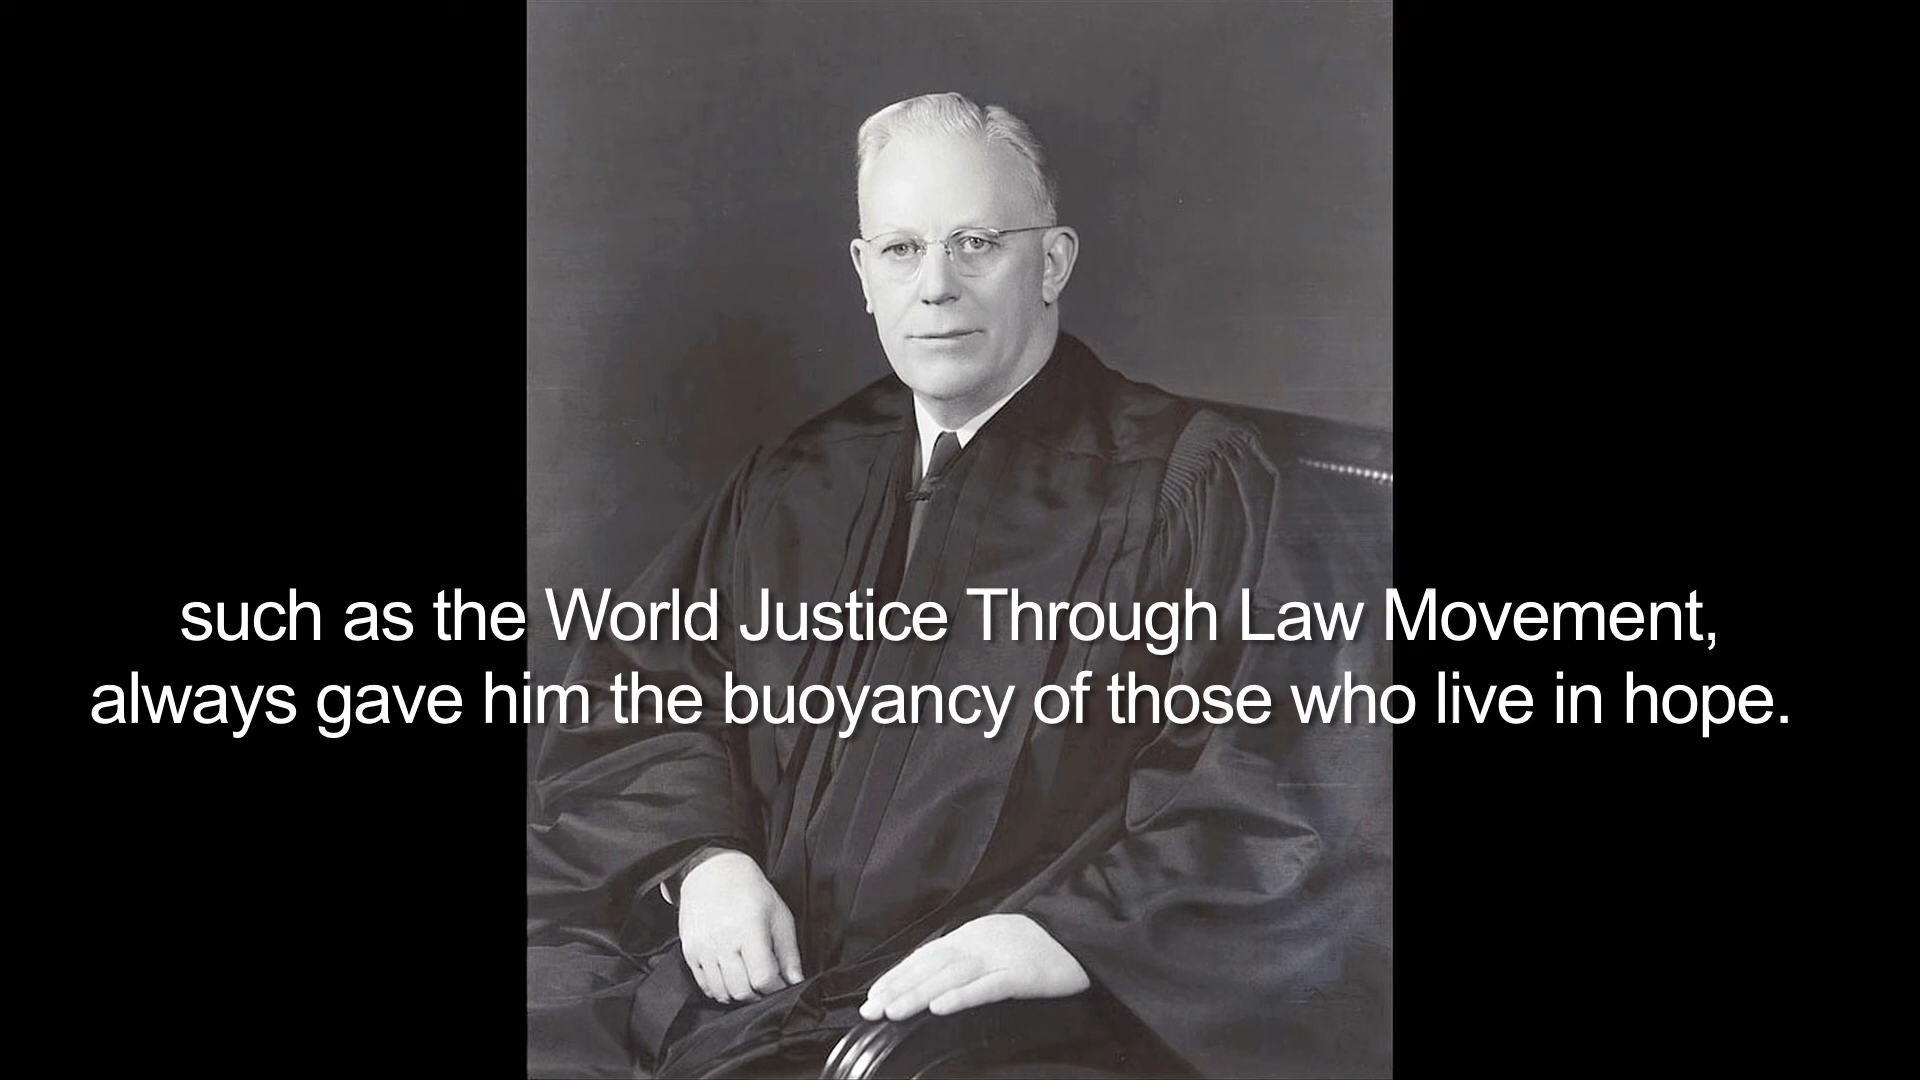 such as the World Justice Through Law Movement,
always gave him the buoyancy of those who live in hope.